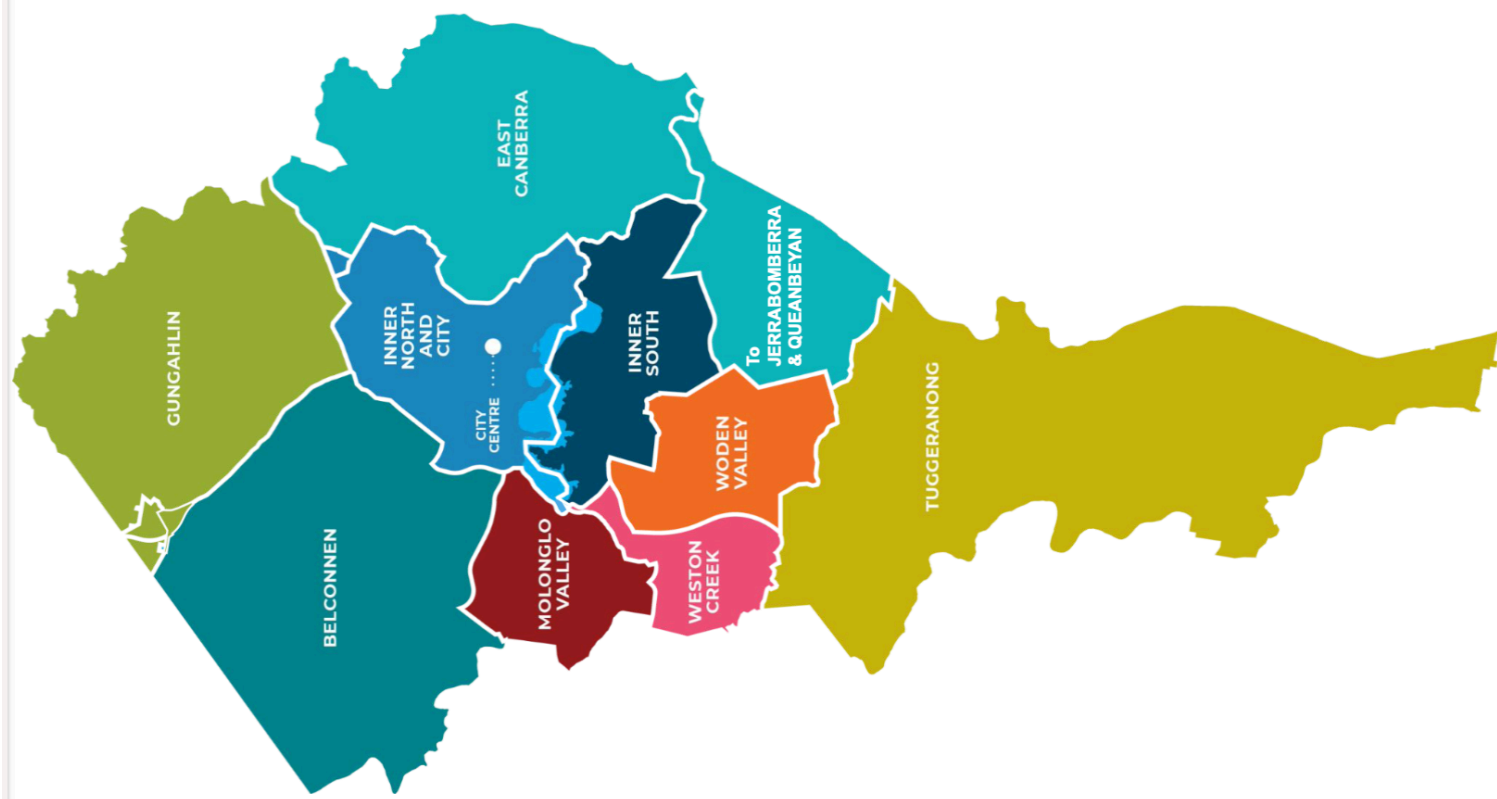 GUNGAHLIN
BELCONNEN
INNER
NORTH
AND
CITY
CITY
CENTRE
EAST
CANBERRA
MOLONGLO
VALLEY
INNER
SOUTH
WESTON
CREEK
WODEN
VALLEY
To
JERRABOMBERRA
& QUEANBEYAN
TUGGERANONG